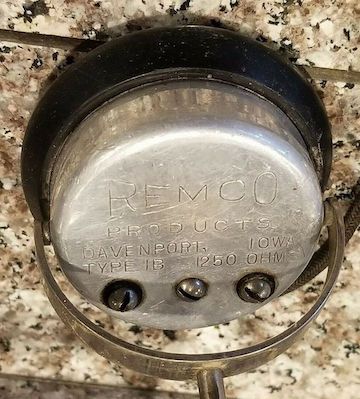 REMCO
PRODUCTS
DAVENPORT, IOWA
TYPE 1B 1250 OHMS